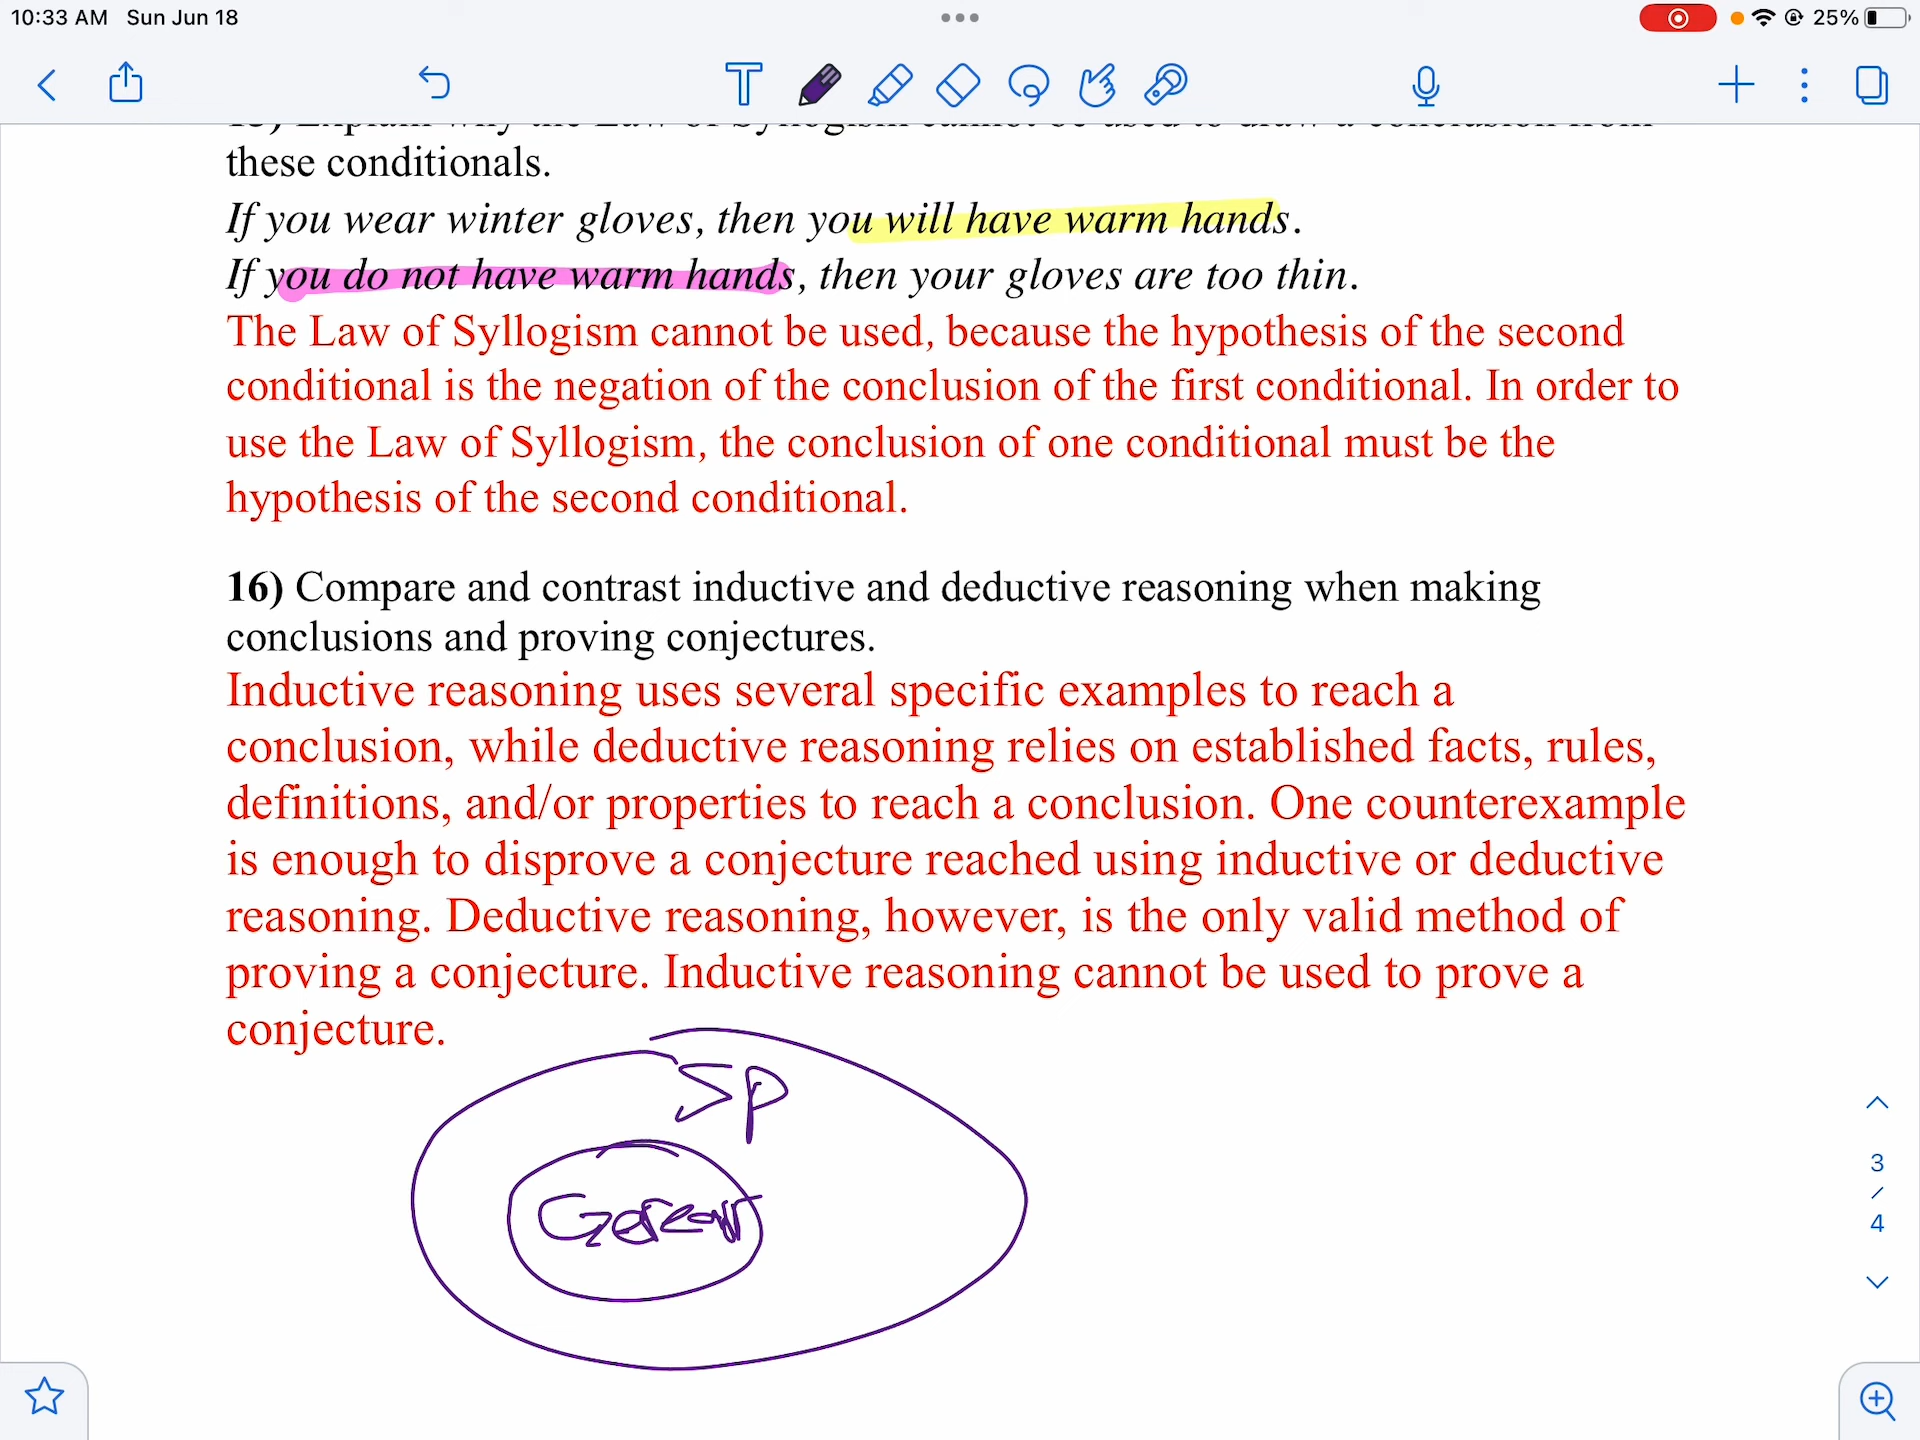 10:33 AM Sun Jun 18
25%
these conditionals.
If you wear winter gloves, then you will have warm hands.
If you do not have warm hands, then your gloves are too thin.
The Law of Syllogism cannot be used, because the hypothesis of the second
conditional is the negation of the conclusion of the first conditional. In order to
use the Law of Syllogism, the conclusion of one conditional must be the
hypothesis of the second conditional.
16) Compare and contrast inductive and deductive reasoning when making
conclusions and proving conjectures.
Inductive reasoning uses several specific examples to reach a
conclusion, while deductive reasoning relies on established facts, rules,
definitions, and/or properties to reach a conclusion. One counterexample
is enough to disprove a conjecture reached using inductive or deductive
reasoning. Deductive reasoning, however, is the only valid method of
proving a conjecture. Inductive reasoning cannot be used to prove a
conjecture.
SP
3
/
4